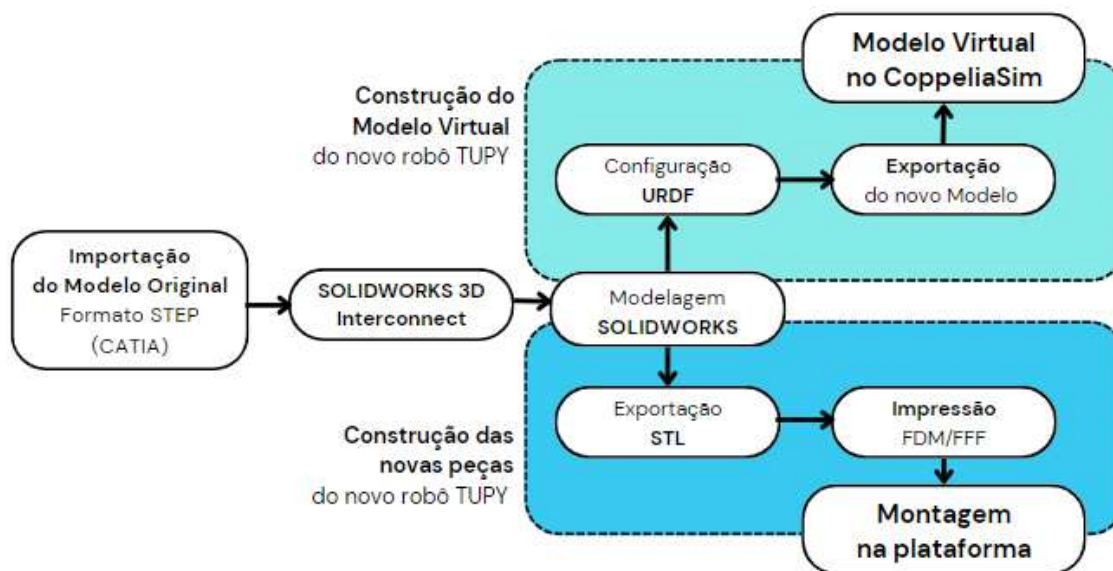 Modelo Virtual
no CoppeliaSim
Construção do
Modelo Virtual
do novo robô TUPY
Configuração
URDF
Exportação
do novo Modelo
Importação
do Modelo Original
Formato STEP
(CATIA)
SOLIDWORKS 3D
Interconnect
Modelagem
SOLIDWORKS
Exportação
STL
Impressão
FDM/FFF
Construção das
novas peças
do novo robô TUPY
Montagem
na plataforma